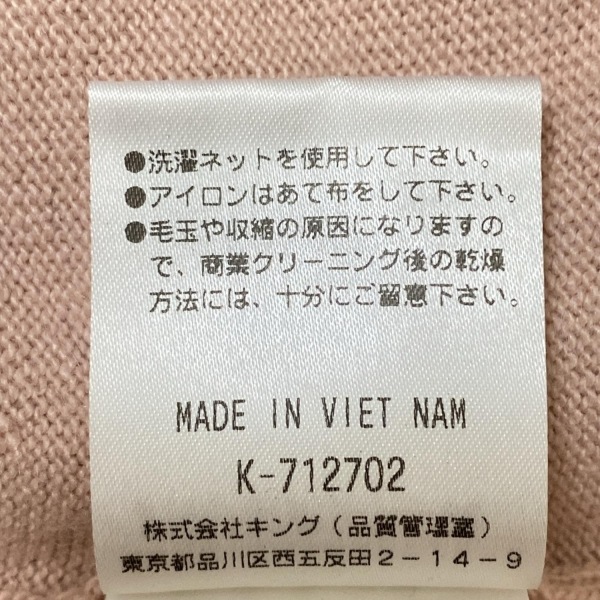 ●洗濯ネットを使用して下さい。
●アイロンはあて布をして下さい。
●毛玉や収縮の原因になりますの
で、商業クリーニング後の乾燥
方法には、十分にご留意下さい。
MADE IN VIET NAM
K-712702
株式会社キング(品質管理室)
東京都品川区西五反田2-14-9